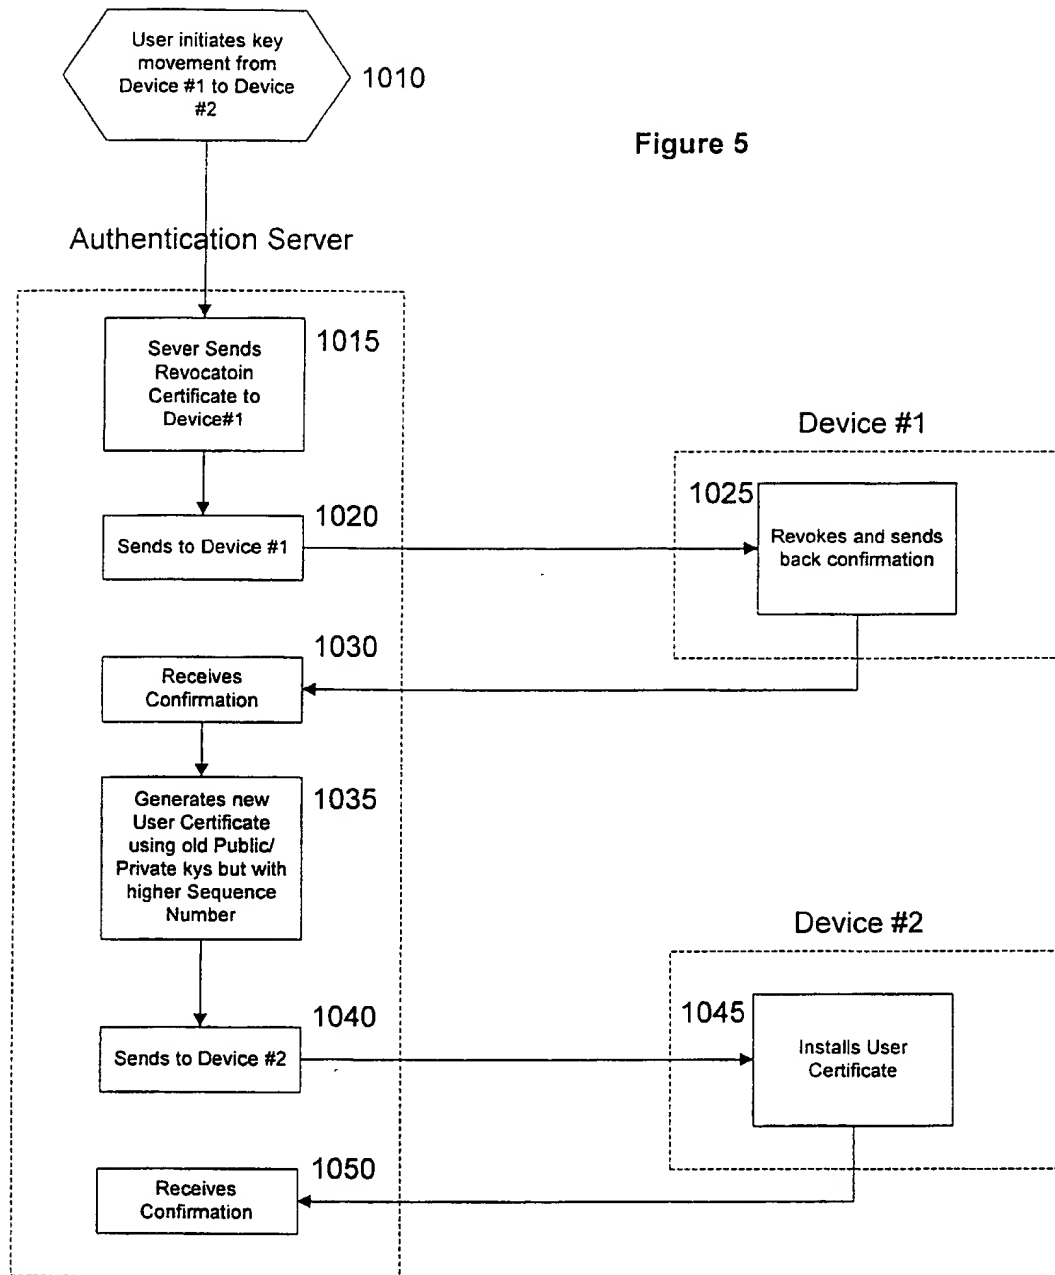 User initiates key
movement from
Device #1 to Device
#2
1010
Figure 5
Authentication Server
1015
Sever Sends
Revocatoin
Certificate to
Device#1
Device #1
1020
Sends to Device #1
1025
Revokes and sends
back confirmation
1030
Receives
Confirmation
1035
Generates new
User Certificate
using old Public/
Private kys but with
higher Sequence
Number
Device #2
1040
Sends to Device #2
1045
Installs User
Certificate
1050
Receives
Confirmation